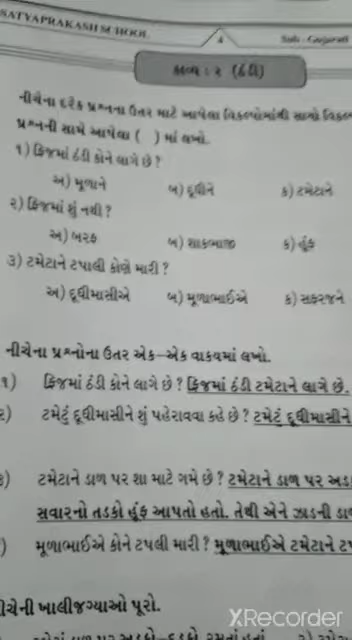 SATYAPRAKASH SCHOOL
4
Sub - Gujarati
કાવ્ય : ૨ (ઠંડી)
નીચેના દરેક પ્રશ્નના ઉત્તર માટે આપેલા વિકલ્પોમાંથી સાચો
પ્રશ્નની સામે આપેલા ( ) માં લખો.
૧) ફ્રિજમાં ઠંડી કોને લાગે છે ?
અ) મૂળાને બ) દૂધીને ક) ટમેટાને
૨) ફ્રિજમાં શું નથી ?
અ) બરફ બ) શાકભાજી ક) હૂંફ
૩) ટમેટાને ટપાલી કોણે મારી ?
અ) દૂધીમાસીએ બ) મૂળાભાઈએ ક) સફરજને
નીચેના પ્રશ્નોના ઉત્તર એક-એક વાક્યમાં લખો.
૧) ફ્રિજમાં ઠંડી કોને લાગે છે ? ફ્રિજમાં ઠંડી ટમેટાને લાગે છે.
ટમેટું દૂધીમાસીને શું પહેરાવવા કહે છે ? ટમેટું દૂધીમાસીને
ટમેટાને ડાળ પર શા માટે ગમે છે ? ટમેટાને ડાળ પર
સવારનો તડકો હૂંફ આપતો હતો. તેથી એને ઝાડની
મૂળાભાઈએ કોને ટપલી મારી ? મૂળાભાઈએ ટમેટાને
ખાલીજગ્યાઓ પૂરો.
XRecorder